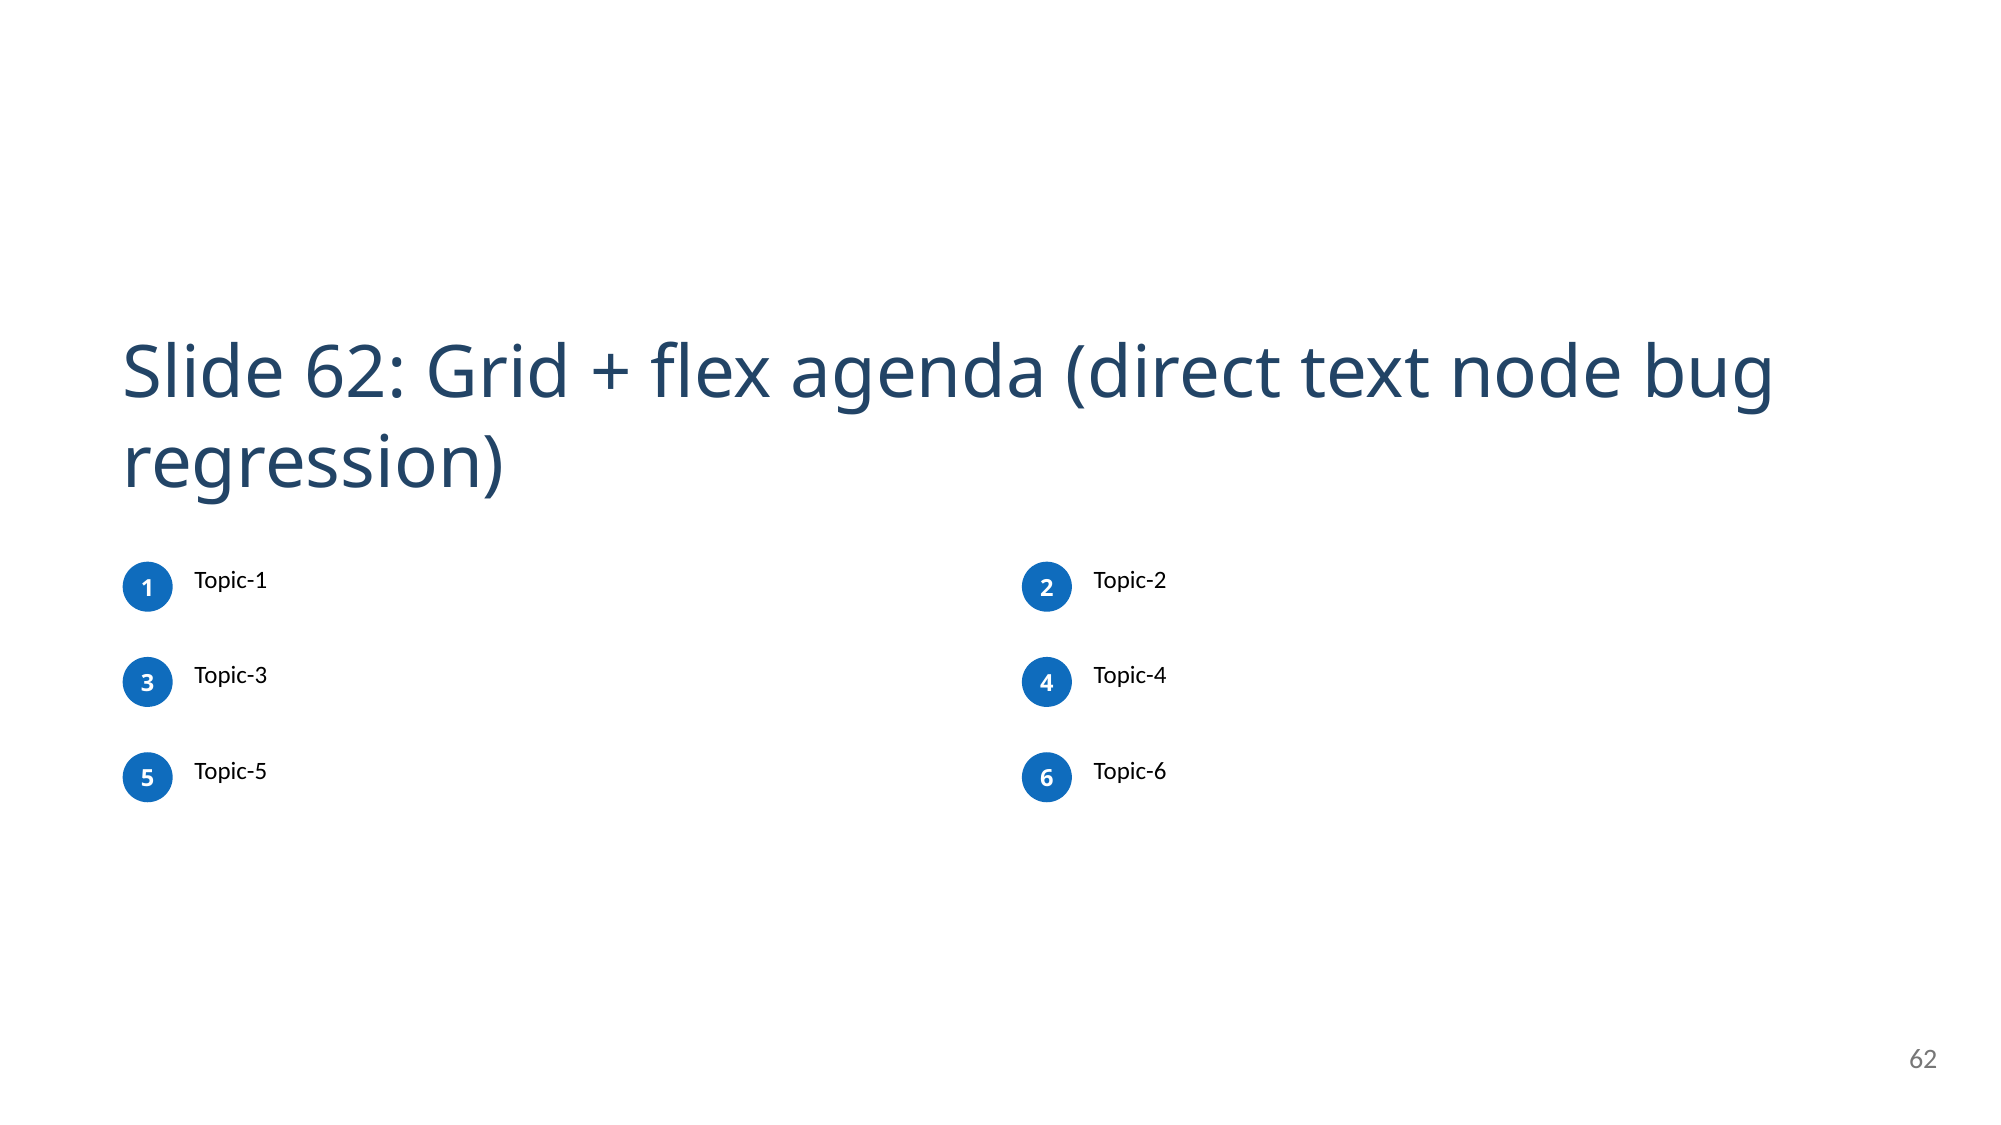 Slide 62: Grid + flex agenda (direct text node bug
regression)
1 Topic-1
2 Topic-2
3 Topic-3
4 Topic-4
5 Topic-5
6 Topic-6
62